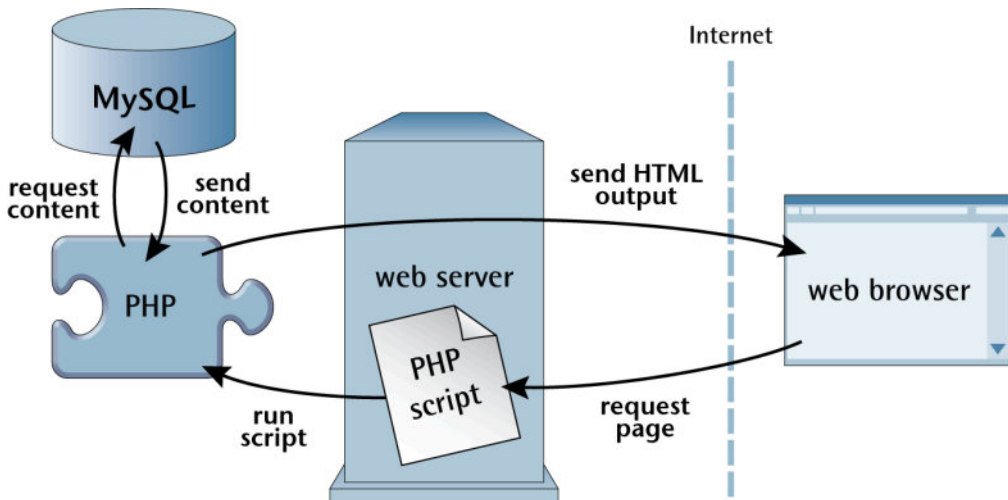 Internet
MySQL
request
content
send
content
send HTML
output
PHP
web server
web browser
PHP
script
run
script
request
page